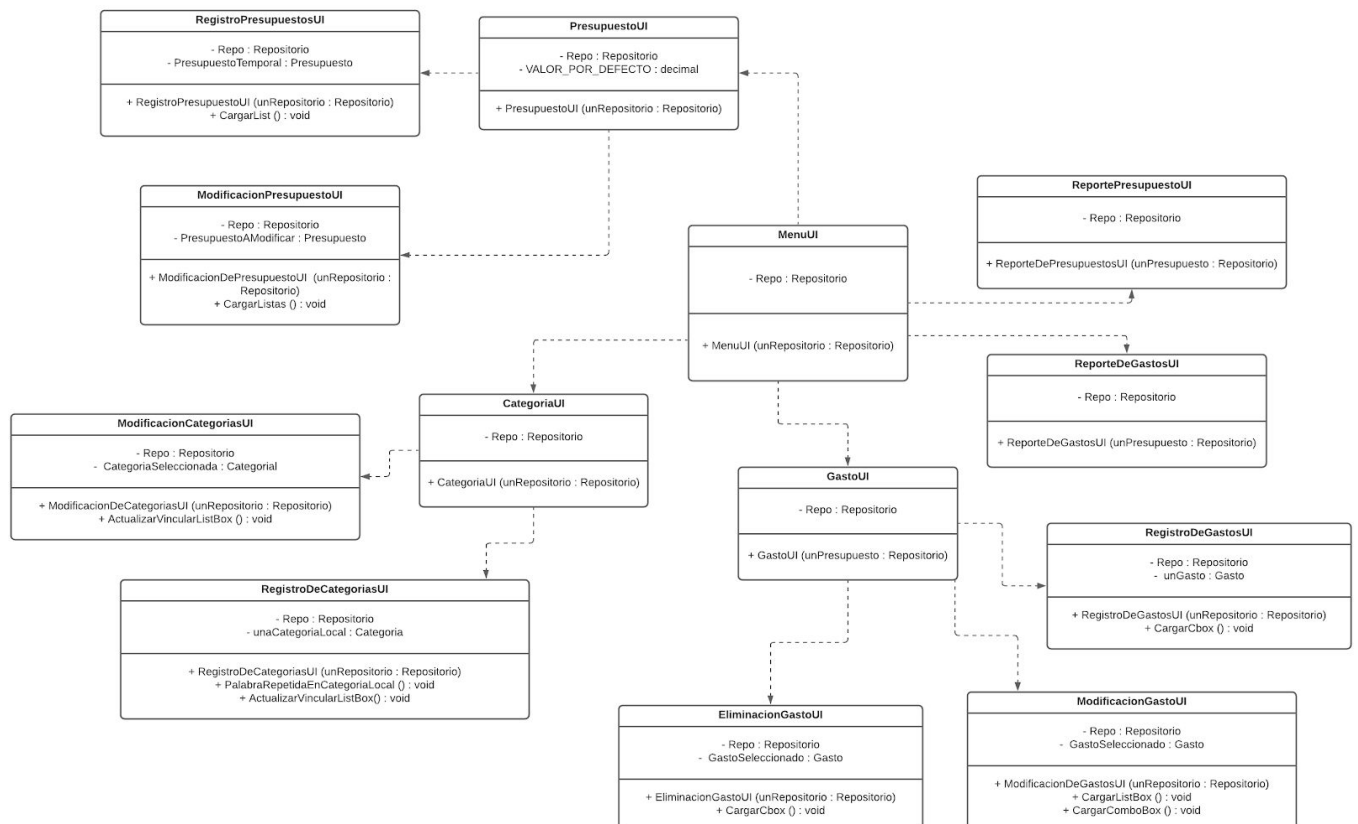 RegistroPresupuestosUI
- Repo : Repositorio
- PresupuestoTemporal : Presupuesto
+ RegistroPresupuestoUI (unRepositorio : Repositorio)
+ CargarList () : void
PresupuestoUI
- Repo : Repositorio
- VALOR_POR_DEFECTO : decimal
+ PresupuestoUI (unRepositorio : Repositorio)
ModificacionPresupuestoUI
- Repo : Repositorio
- PresupuestoAModificar : Presupuesto
+ ModificacionDePresupuestoUI (unRepositorio :
Repositorio)
+ CargarListas () : void
MenuUI
- Repo : Repositorio
+ MenuUI (unRepositorio : Repositorio)
ReportePresupuestoUI
- Repo : Repositorio
+ ReporteDePresupuestosUI (unPresupuesto : Repositorio)
ReporteDeGastosUI
- Repo : Repositorio
+ ReporteDeGastosUI (unPresupuesto : Repositorio)
CategoriaUI
- Repo : Repositorio
+ CategoriaUI (unRepositorio : Repositorio)
ModificacionCategoriasUI
- Repo : Repositorio
- CategoriaSeleccionada : Categorial
+ ModificacionDeCategoriasUI (unRepositorio : Repositorio)
+ ActualizarVincularListBox () : void
GastoUI
- Repo : Repositorio
+ GastoUI (unPresupuesto : Repositorio)
RegistroDeGastosUI
- Repo : Repositorio
- unGasto : Gasto
+ RegistroDeGastosUI (unRepositorio : Repositorio)
+ CargarCbox () : void
RegistroDeCategoriasUI
- Repo : Repositorio
- unaCategoriaLocal : Categoria
+ RegistroDeCategoriasUI (unRepositorio : Repositorio)
+ PalabraRepetidaEnCategoriaLocal () : void
+ ActualizarVincularListBox() : void
EliminacionGastoUI
- Repo : Repositorio
- GastoSeleccionado : Gasto
+ EliminacionGastoUI (unRepositorio : Repositorio)
+ CargarCbox () : void
ModificacionGastoUI
- Repo : Repositorio
- GastoSeleccionado : Gasto
+ ModificacionDeGastosUI (unRepositorio : Repositorio)
+ CargarListBox () : void
+ CargarComboBox () : void